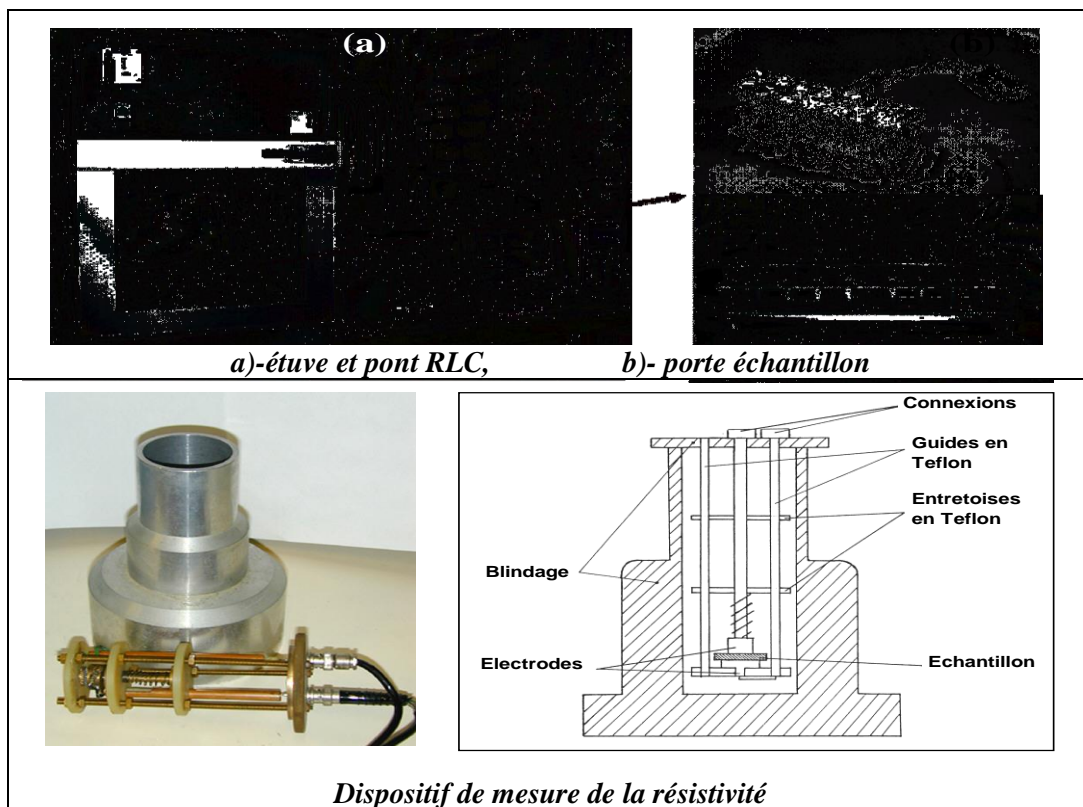 (a)
(b)
a)-étuve et pont RLC, b)- porte échantillon
Connexions
Guides en
Teflon
Entretoises
en Teflon
Blindage
Electrodes
Echantillon
Dispositif de mesure de la résistivité